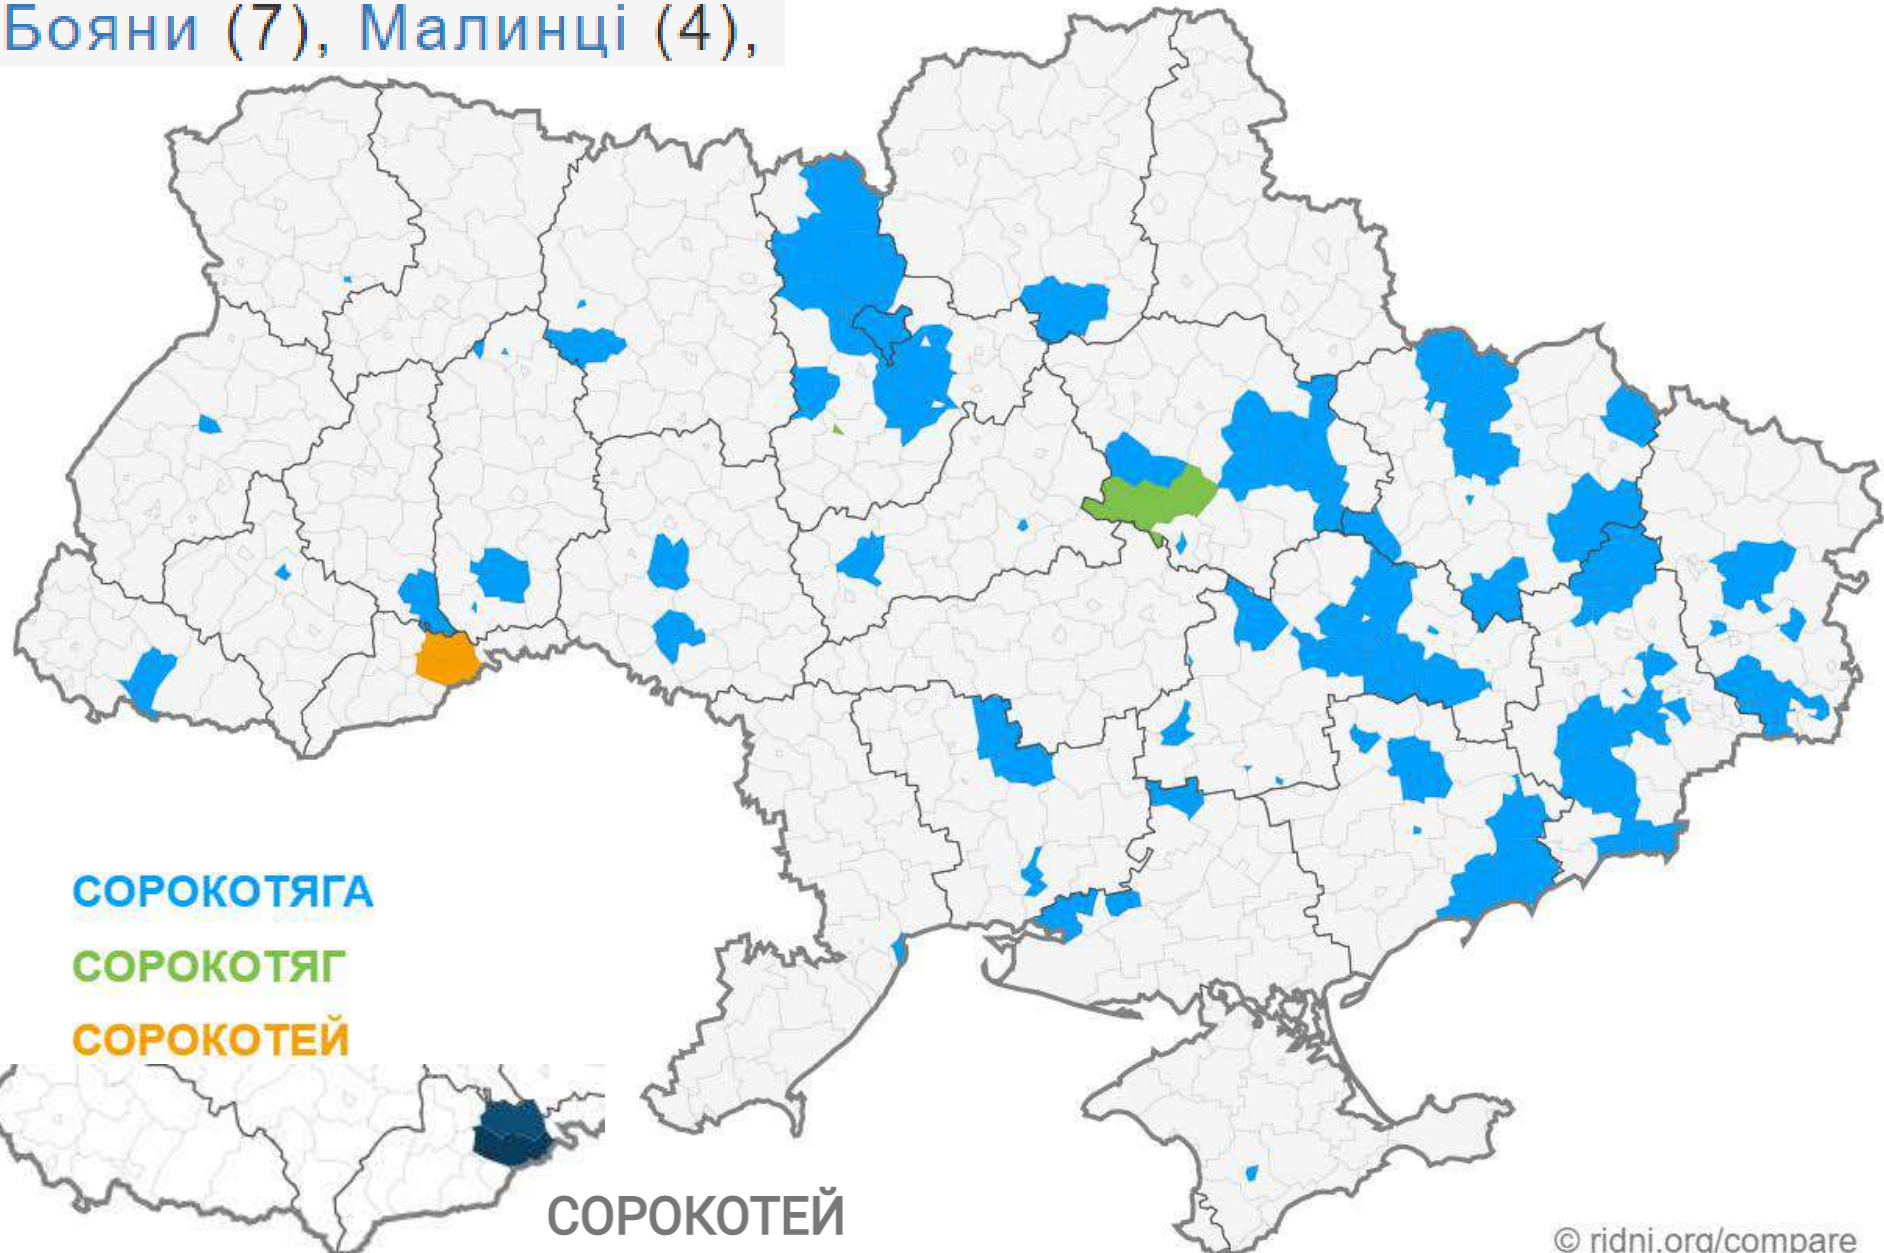 Бояни (7), Малинці (4),
СОРОКОТЯГА
СОРОКОТЯГ
СОРОКОТЕЙ
СОРОКОТЕЙ
© ridni.org/compare